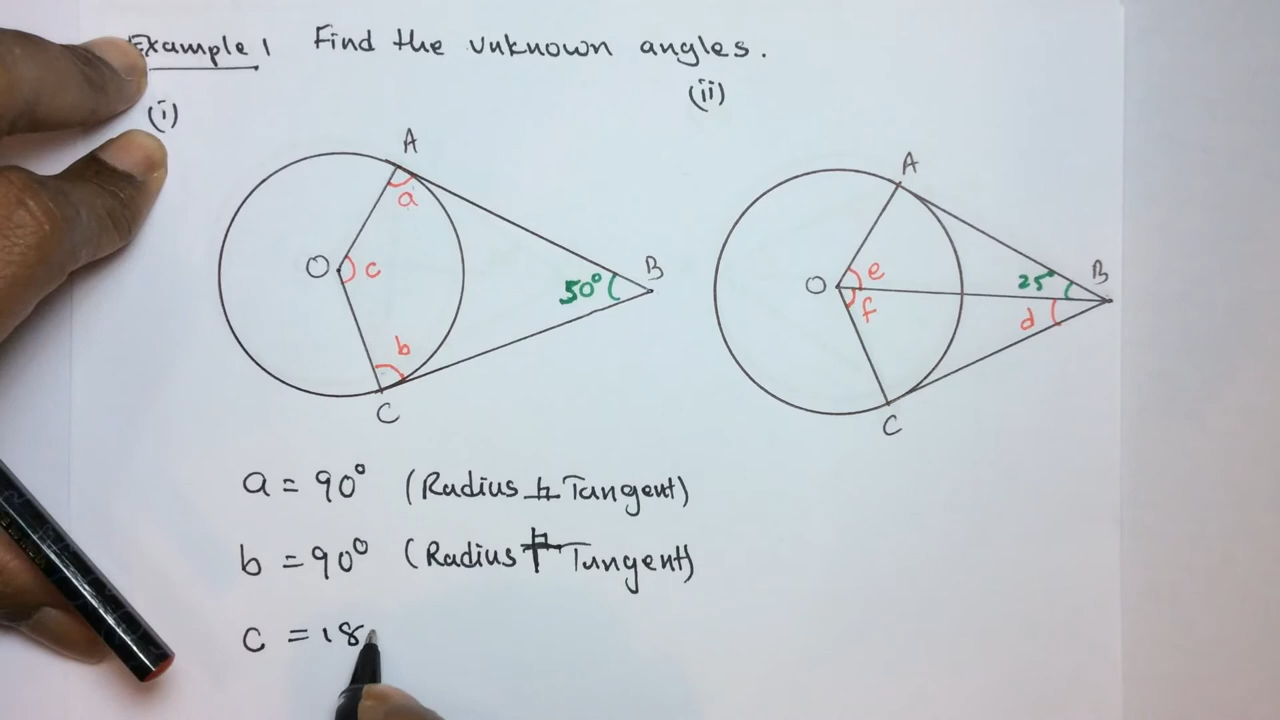 Example 1 Find the unknown angles.
(i)
(ii)
A
a
O
c
50°
B
b
C
A
O
e
f
25°
B
d
C
a = 90° (Radius ⊥ Tangent)
b = 90° (Radius ⊥ Tangent)
c = 18